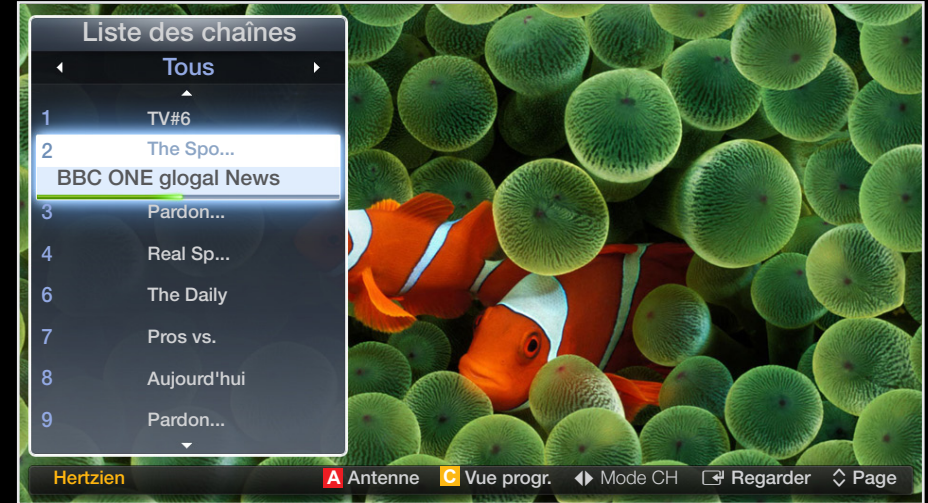 Liste des chaînes
Tous
1 TV#6
2 The Spo...
BBC ONE glogal News
3 Pardon...
4 Real Sp...
6 The Daily
7 Pros vs.
8 Aujourd'hui
9 Pardon...
Hertzien A Antenne C Vue progr. Mode CH Regarder Page